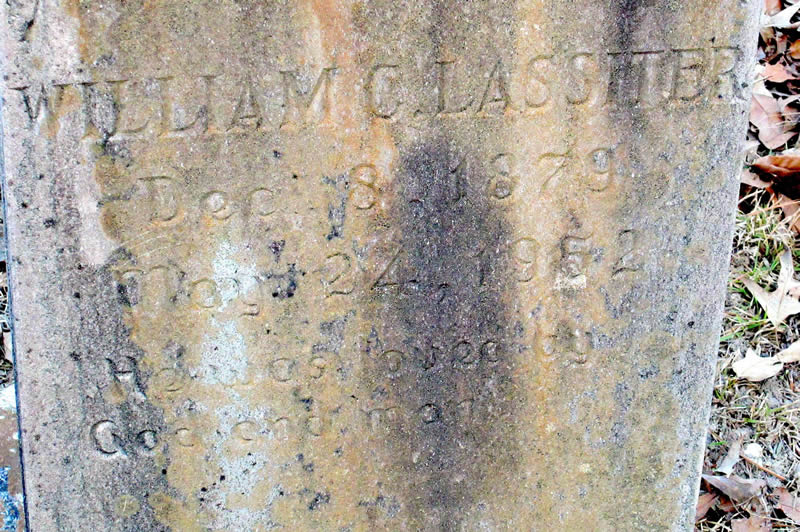 WILLIAM C. LASSITER
Dec. 8, 1879
May 24, 1952
He was loved by
God and man